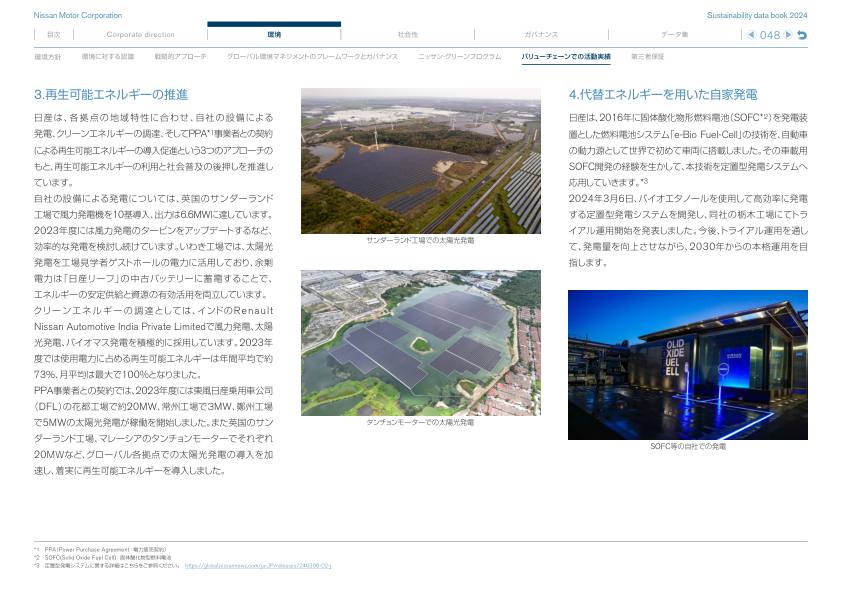 Nissan Motor Corporation
Sustainability data book 2024
目次
Corporate direction
環境
社会性
ガバナンス
データ集
048
環境方針
環境に対する認識
戦略的アプローチ
グローバル環境マネジメントのフレームワークとガバナンス
ニッサン・グリーンプログラム
バリューチェーンでの活動実績
第三者保証
3.再生可能エネルギーの推進
日産は、各拠点の地域特性に合わせ、自社の設備による
発電、クリーンエネルギーの調達、そしてPPA*1事業者との契約
による再生可能エネルギーの導入促進という3つのアプローチの
もと、再生可能エネルギーの利用と社会普及の後押しを推進し
ています。
自社の設備による発電については、英国のサンダーランド
工場で風力発電機を10基導入、出力は6.6MWに達しています。
2023年度には風力発電のタービンをアップデートするなど、
効率的な発電を検討し続けています。いわき工場では、太陽光
発電を工場見学者ゲストホールの電力に活用しており、余剰
電力は「日産リーフ」の中古バッテリーに蓄電することで、
エネルギーの安定供給と資源の有効活用を両立しています。
クリーンエネルギーの調達としては、インドのRenault
Nissan Automotive India Private Limitedで風力発電、太陽
光発電、バイオマス発電を積極的に採用しています。2023年
度では使用電力に占める再生可能エネルギーは年間平均で約
73%、月平均は最大で100%となりました。
PPA事業者との契約では、2023年度には東風日産乗用車公司
（DFL）の花都工場で約20MW、常州工場で3MW、鄭州工場
で5MWの太陽光発電が稼働を開始しました。また英国のサン
ダーランド工場、マレーシアのタンチョンモーターでそれぞれ
20MWなど、グローバル各拠点での太陽光発電の導入を加
速し、着実に再生可能エネルギーを導入しました。
サンダーランド工場での太陽光発電
タンチョンモーターでの太陽光発電
4.代替エネルギーを用いた自家発電
日産は、2016年に固体酸化物形燃料電池（SOFC*2）を発電装
置とした燃料電池システム「e-Bio Fuel-Cell」の技術を、自動車
の動力源として世界で初めて車両に搭載しました。その車載用
SOFC開発の経験を生かして、本技術を定置型発電システムへ
応用していきます。*3
2024年3月6日、バイオエタノールを使用して高効率に発電
する定置型発電システムを開発し、同社の栃木工場にてトラ
イアル運用開始を発表しました。今後、トライアル運用を通し
て、発電量を向上させながら、2030年からの本格運用を目
指します。
OLID
XIDE
UEL
ELL
NISSAN
SOFC等の自社での発電
*1 PPA（Power Purchase Agreement：電力販売契約）
*2 SOFC（Solid Oxide Fuel Cell）：固体酸化物型燃料電池
*3 定置型発電システムに関する詳細はこちらをご参照ください。 https://global.nissannews.com/ja-JP/releases/240306-02-j